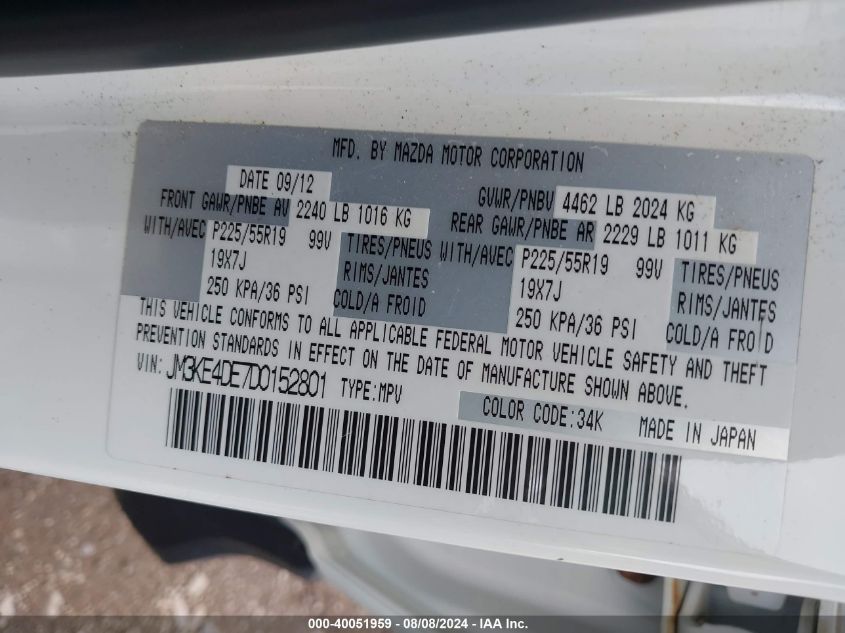 MFD. BY MAZDA MOTOR CORPORATION
DATE 09/12 GVWR/PNBV 4462 LB 2024 KG
FRONT GAWR/PNBE AV 2240 LB 1016 KG REAR GAWR/PNBE AR 2229 LB 1011 KG
WITH/AVEC P225/55R19 99V TIRES/PNEUS WITH/AVEC P225/55R19 99V TIRES/PNEUS
19X7J RIMS/JANTES 19X7J RIMS/JANTES
250 KPA/36 PSI COLD/A FROID 250 KPA/36 PSI COLD/A FROID
THIS VEHICLE CONFORMS TO ALL APPLICABLE FEDERAL MOTOR VEHICLE SAFETY AND THEFT
PREVENTION STANDARDS IN EFFECT ON THE DATE OF MANUFACTURE SHOWN ABOVE.
VIN: JM3KE4DE7D0152801 TYPE:MPV
COLOR CODE:34K MADE IN JAPAN
000-40051959 - 08/08/2024 - IAA Inc.